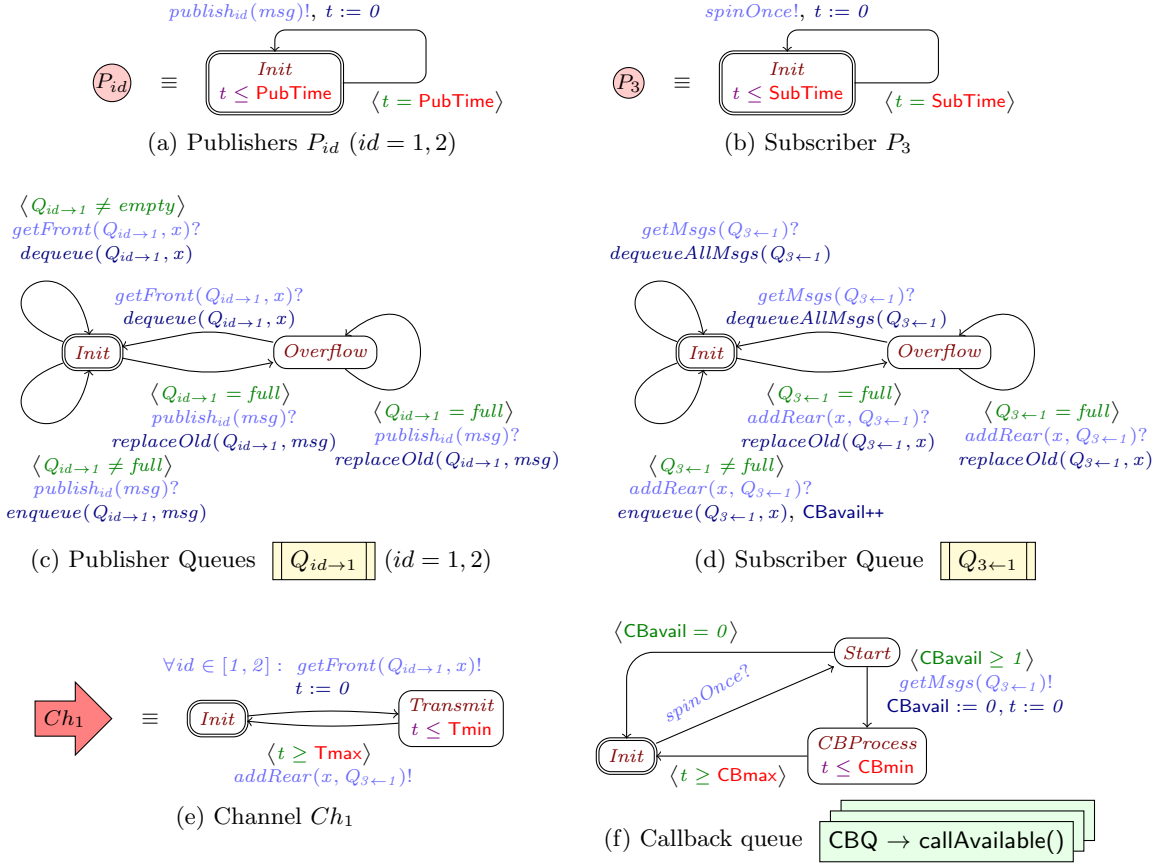 publish_id(msg)!, t := 0
P_id ≡ Init
t ≤ PubTime
⟨t = PubTime⟩
(a) Publishers P_id (id = 1, 2)
spinOnce!, t := 0
P_3 ≡ Init
t ≤ SubTime
⟨t = SubTime⟩
(b) Subscriber P_3
⟨Q_id→1 ≠ empty⟩
getFront(Q_id→1, x)?
dequeue(Q_id→1, x)
getFront(Q_id→1, x)?
dequeue(Q_id→1, x)
Init
Overflow
⟨Q_id→1 = full⟩
publish_id(msg)?
replaceOld(Q_id→1, msg)
⟨Q_id→1 = full⟩
publish_id(msg)?
replaceOld(Q_id→1, msg)
⟨Q_id→1 ≠ full⟩
publish_id(msg)?
enqueue(Q_id→1, msg)
(c) Publisher Queues Q_id→1 (id = 1, 2)
getMsgs(Q_3←1)?
dequeueAllMsgs(Q_3←1)
getMsgs(Q_3←1)?
dequeueAllMsgs(Q_3←1)
Init
Overflow
⟨Q_3←1 = full⟩
addRear(x, Q_3←1)?
replaceOld(Q_3←1, x)
⟨Q_3←1 = full⟩
addRear(x, Q_3←1)?
replaceOld(Q_3←1, x)
⟨Q_3←1 ≠ full⟩
addRear(x, Q_3←1)?
enqueue(Q_3←1, x), CBavail++
(d) Subscriber Queue Q_3←1
∀id ∈ [1, 2] : getFront(Q_id→1, x)!
t := 0
Ch_1 ≡ Init
Transmit
t ≤ Tmin
⟨t ≥ Tmax⟩
addRear(x, Q_3←1)!
(e) Channel Ch_1
⟨CBavail = 0⟩
Start
⟨CBavail ≥ 1⟩
getMsgs(Q_3←1)!
CBavail := 0, t := 0
spinOnce?
Init
CBProcess
t ≤ CBmin
⟨t ≥ CBmax⟩
(f) Callback queue CBQ → callAvailable()